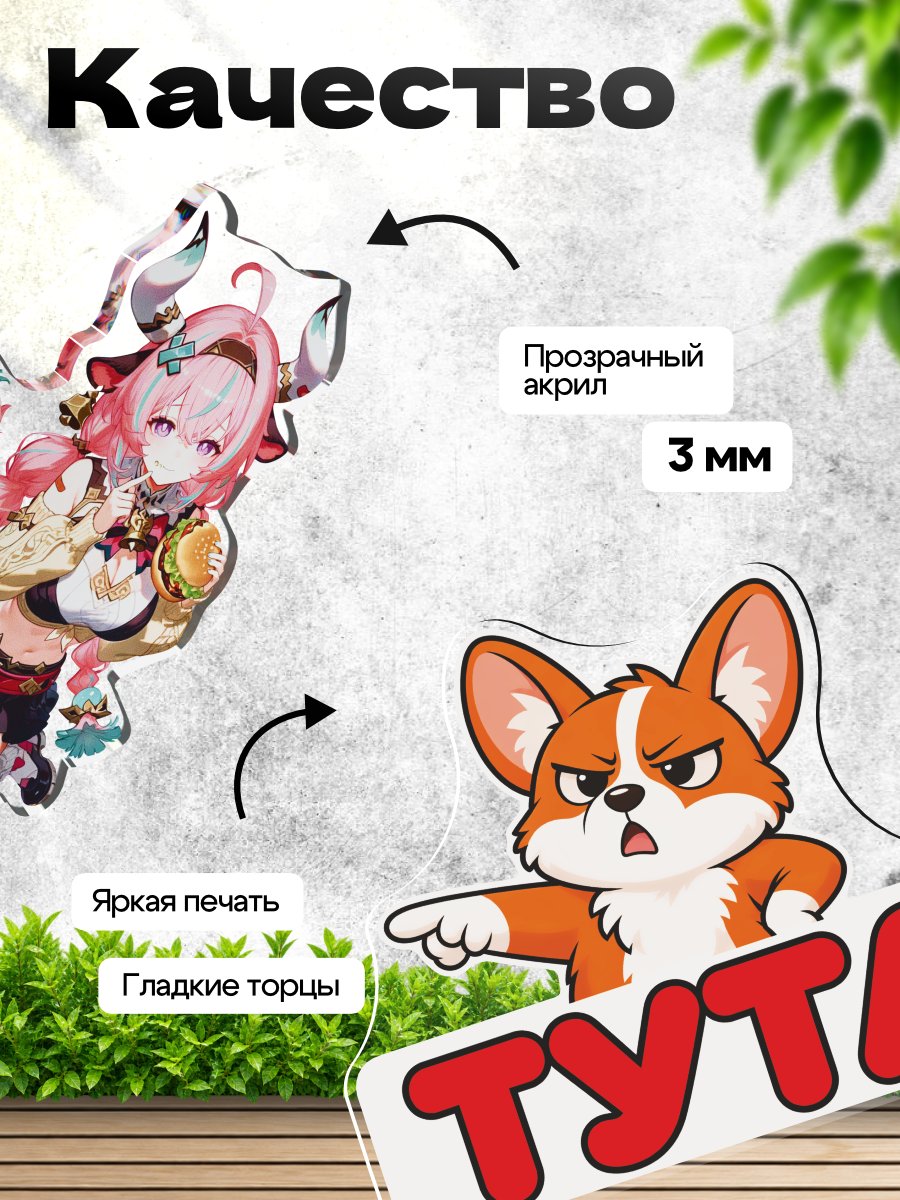 Качество
Прозрачный
акрил
3 мм
Яркая печать
Гладкие торцы
ТУТ